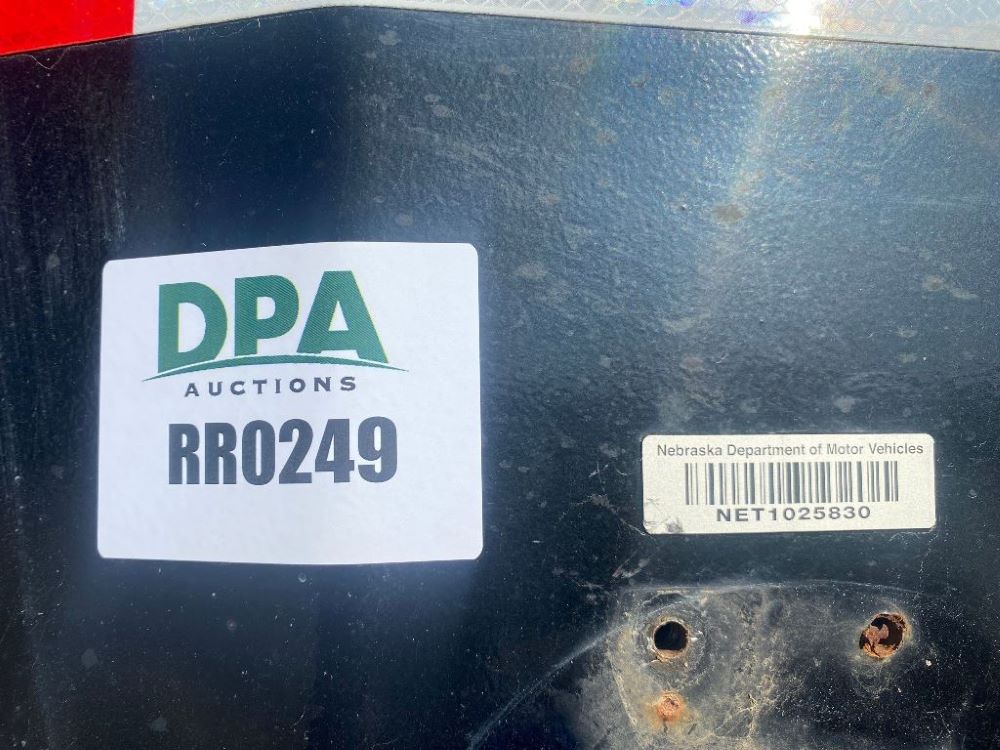 DPA
AUCTIONS
RR0249
Nebraska Department of Motor Vehicles
NET1025830